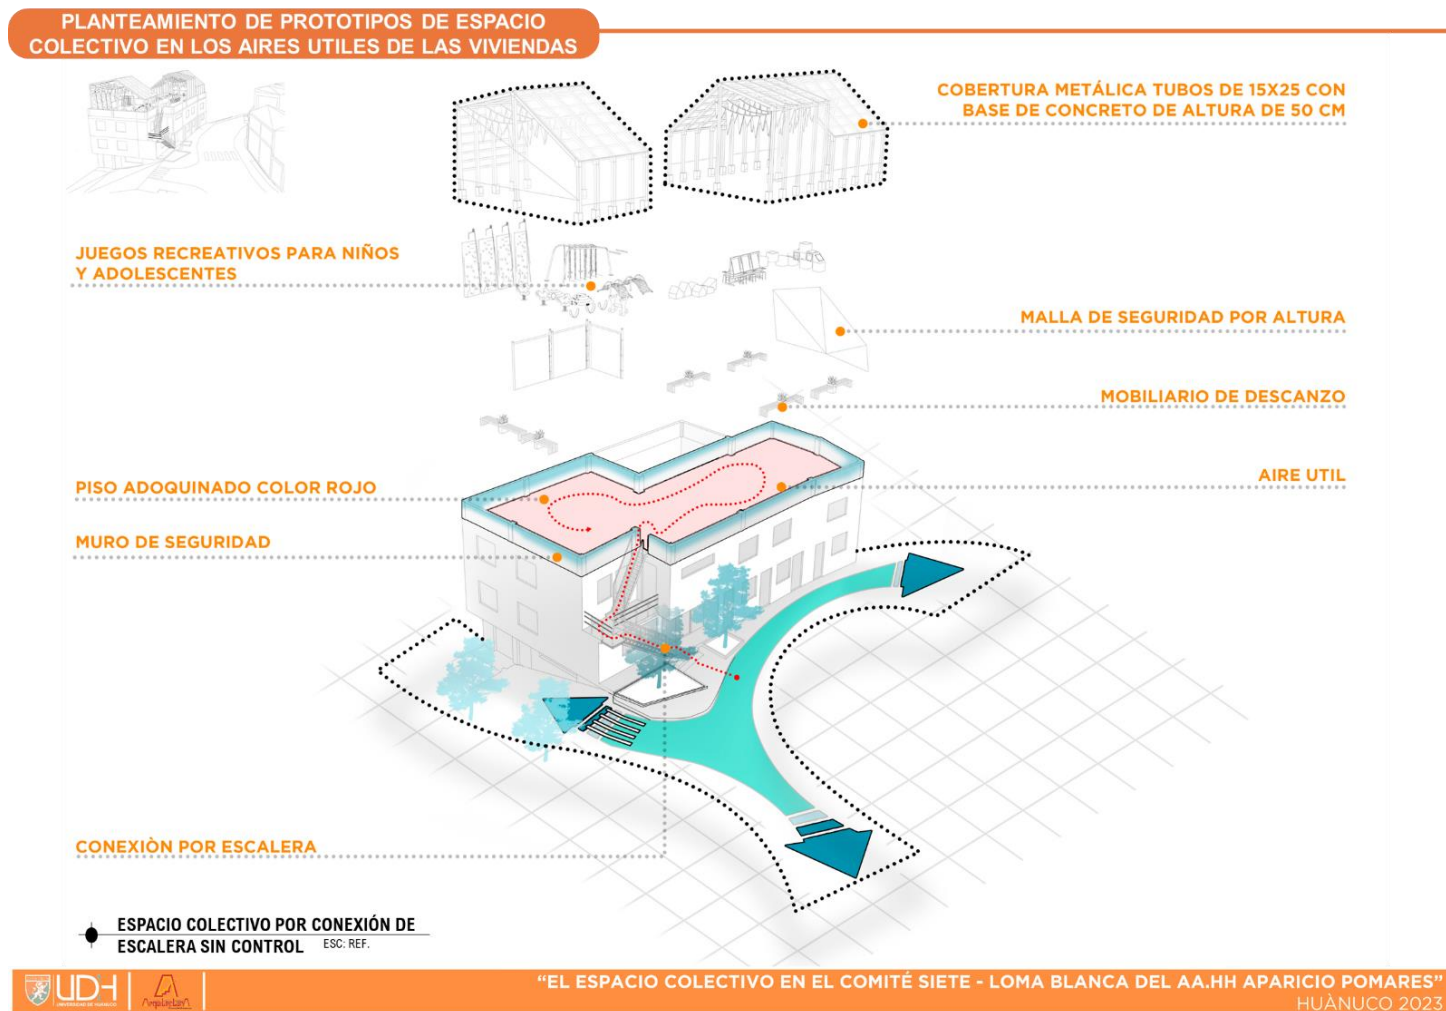 PLANTEAMIENTO DE PROTOTIPOS DE ESPACIO
COLECTIVO EN LOS AIRES UTILES DE LAS VIVIENDAS
COBERTURA METÁLICA TUBOS DE 15X25 CON
BASE DE CONCRETO DE ALTURA DE 50 CM
JUEGOS RECREATIVOS PARA NIÑOS
Y ADOLESCENTES
MALLA DE SEGURIDAD POR ALTURA
MOBILIARIO DE DESCANZO
AIRE UTIL
PISO ADOQUINADO COLOR ROJO
MURO DE SEGURIDAD
CONEXIÒN POR ESCALERA
ESPACIO COLECTIVO POR CONEXIÓN DE
ESCALERA SIN CONTROL ESC: REF.
UDH
UNIVERSIDAD DE HUANUCO
“EL ESPACIO COLECTIVO EN EL COMITÉ SIETE - LOMA BLANCA DEL AA.HH APARICIO POMARES”
HUÀNUCO 2023